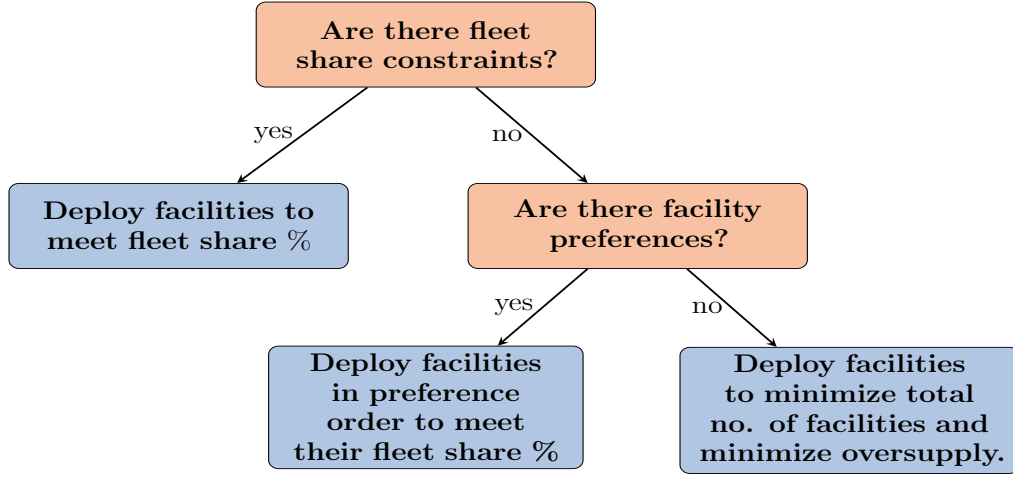 Are there fleet
share constraints?
yes
no
Deploy facilities to
meet fleet share %
Are there facility
preferences?
yes
no
Deploy facilities
in preference
order to meet
their fleet share %
Deploy facilities
to minimize total
no. of facilities and
minimize oversupply.